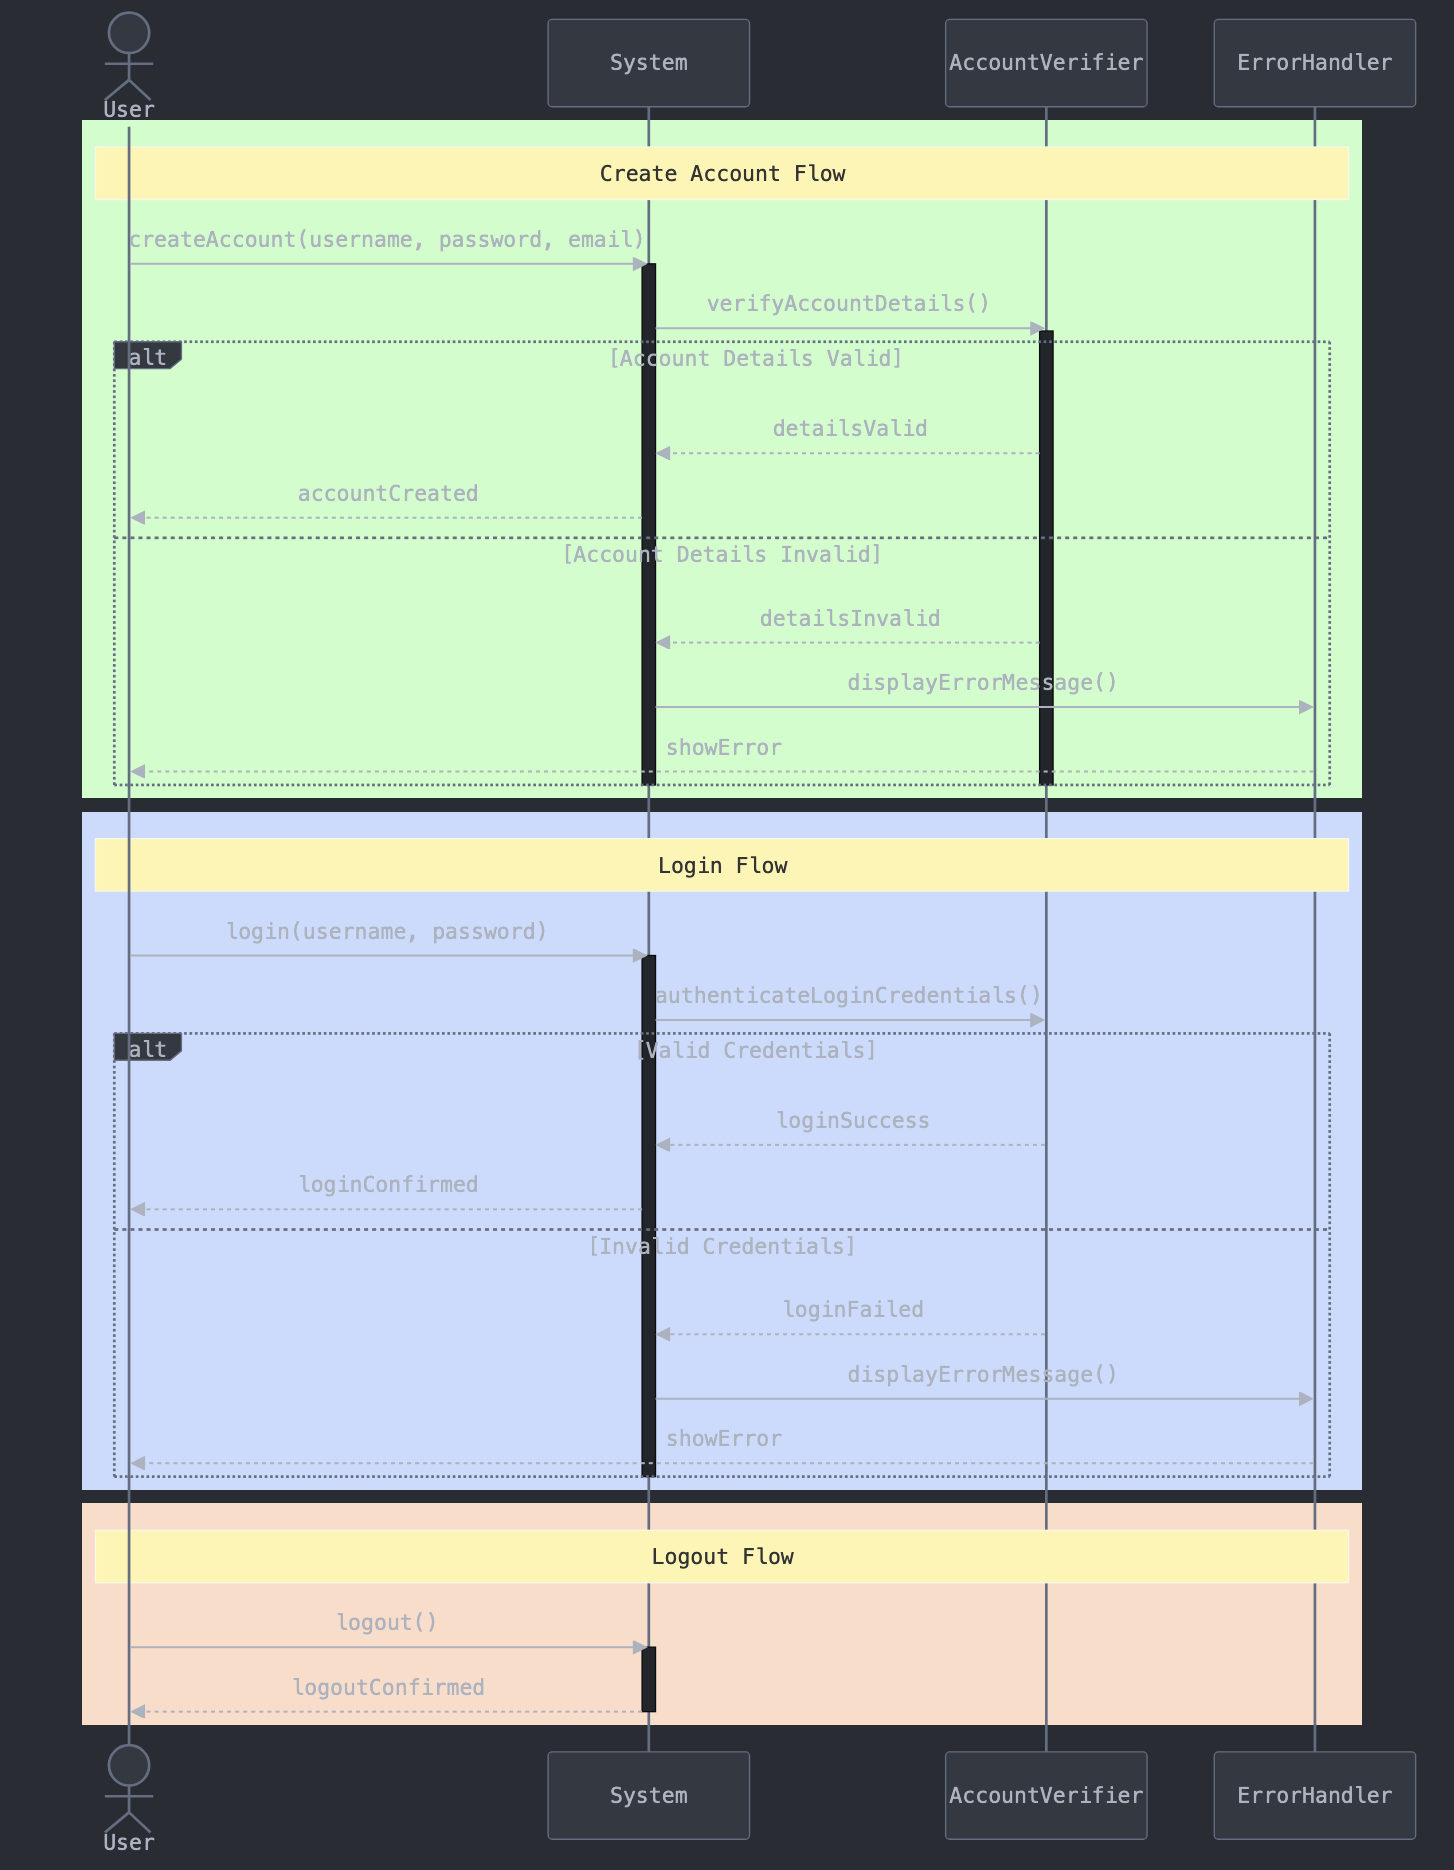 User
System
AccountVerifier
ErrorHandler
Create Account Flow
createAccount(username, password, email)
verifyAccountDetails()
alt
[Account Details Valid]
detailsValid
accountCreated
[Account Details Invalid]
detailsInvalid
displayErrorMessage()
showError
Login Flow
login(username, password)
authenticateLoginCredentials()
alt
[Valid Credentials]
loginSuccess
loginConfirmed
[Invalid Credentials]
loginFailed
displayErrorMessage()
showError
Logout Flow
logout()
logoutConfirmed
User
System
AccountVerifier
ErrorHandler